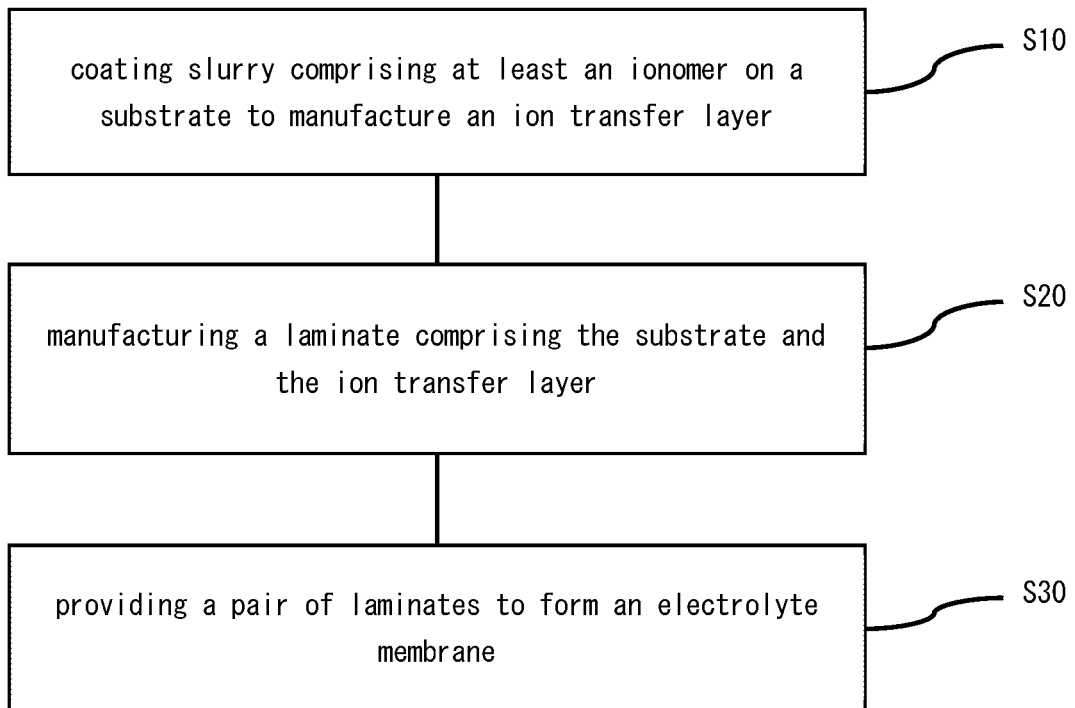 coating slurry comprising at least an ionomer on a
substrate to manufacture an ion transfer layer
S10
manufacturing a laminate comprising the substrate and
the ion transfer layer
S20
providing a pair of laminates to form an electrolyte
membrane
S30